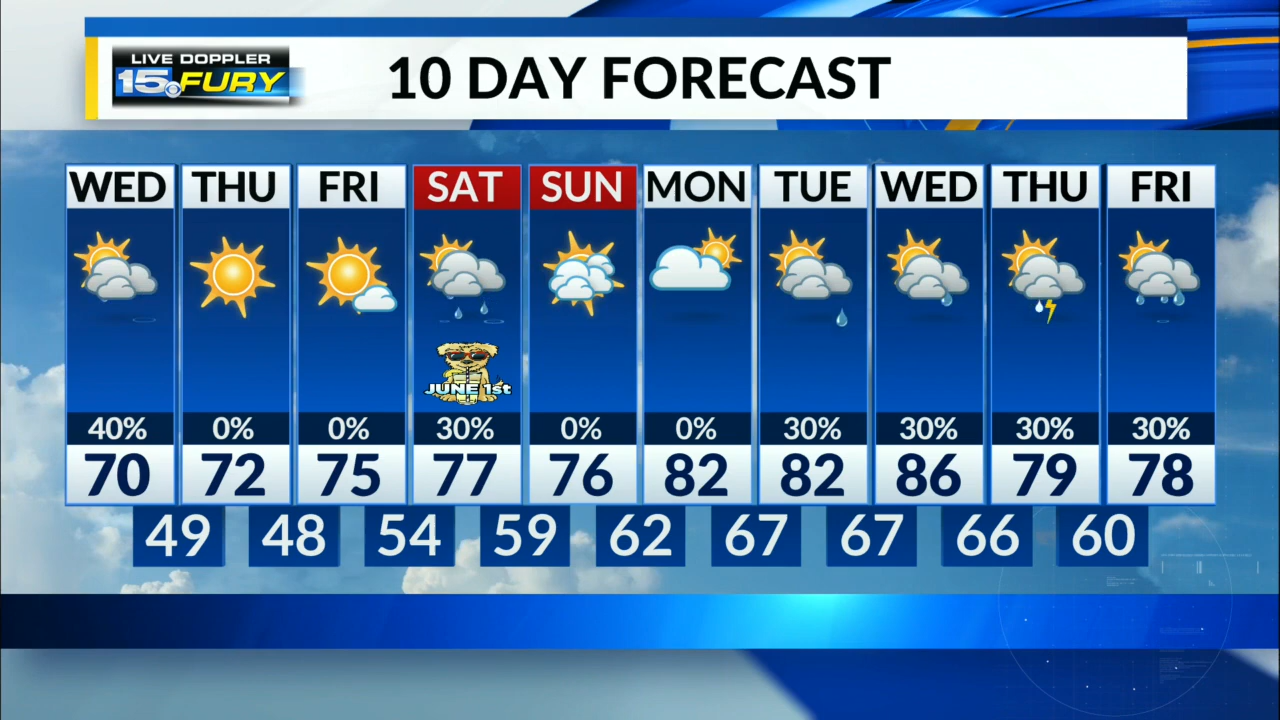 LIVE DOPPLER
15 FURY
10 DAY FORECAST
WED THU FRI SAT SUN MON TUE WED THU FRI
JUNE 1st
40% 0% 0% 30% 0% 0% 30% 30% 30% 30%
70 72 75 77 76 82 82 86 79 78
49 48 54 59 62 67 67 66 60